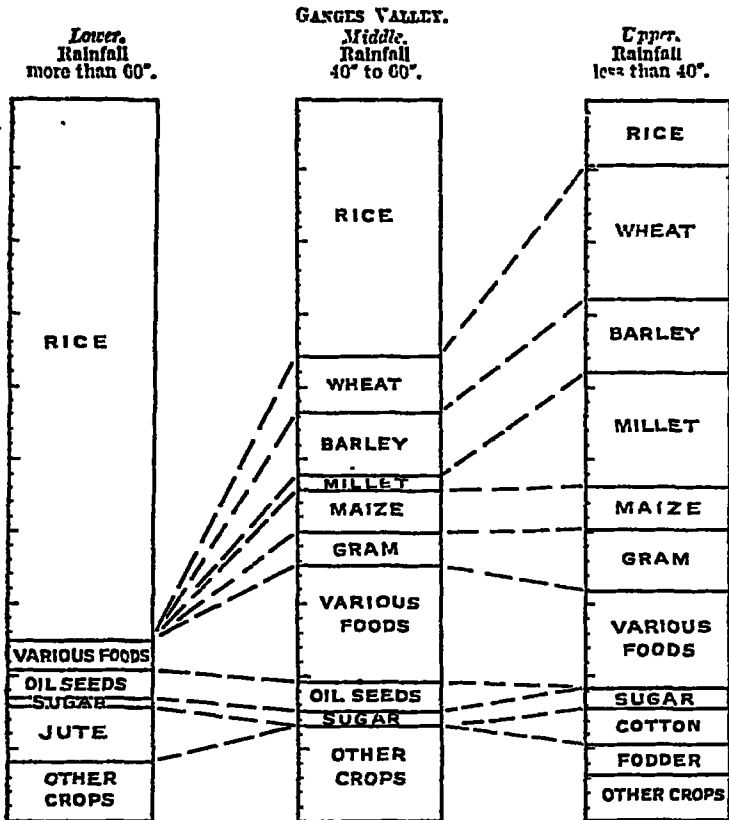 GANGES VALLEY.
Lower.
Rainfall
more than 60".
Middle.
Rainfall
40" to 60".
Upper.
Rainfall
less than 40".
RICE
VARIOUS FOODS
OIL SEEDS
SUGAR
JUTE
OTHER
CROPS
RICE
WHEAT
BARLEY
MILLET
MAIZE
GRAM
VARIOUS
FOODS
OIL SEEDS
SUGAR
OTHER
CROPS
RICE
WHEAT
BARLEY
MILLET
MAIZE
GRAM
VARIOUS
FOODS
SUGAR
COTTON
FODDER
OTHER CROPS